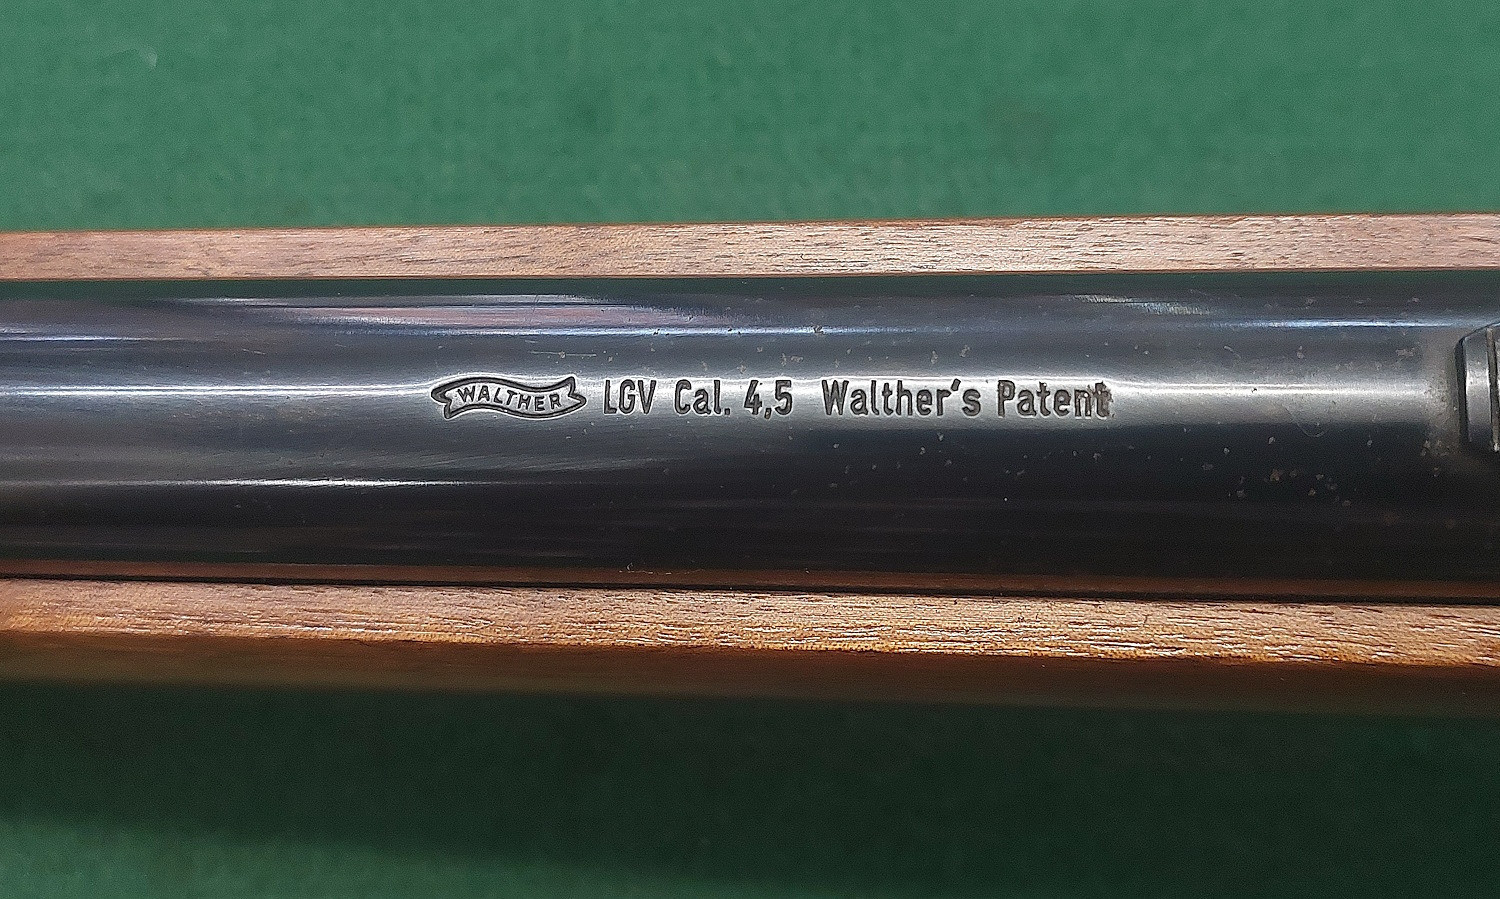 WALTHER LGV Cal. 4,5 Walther's Patent